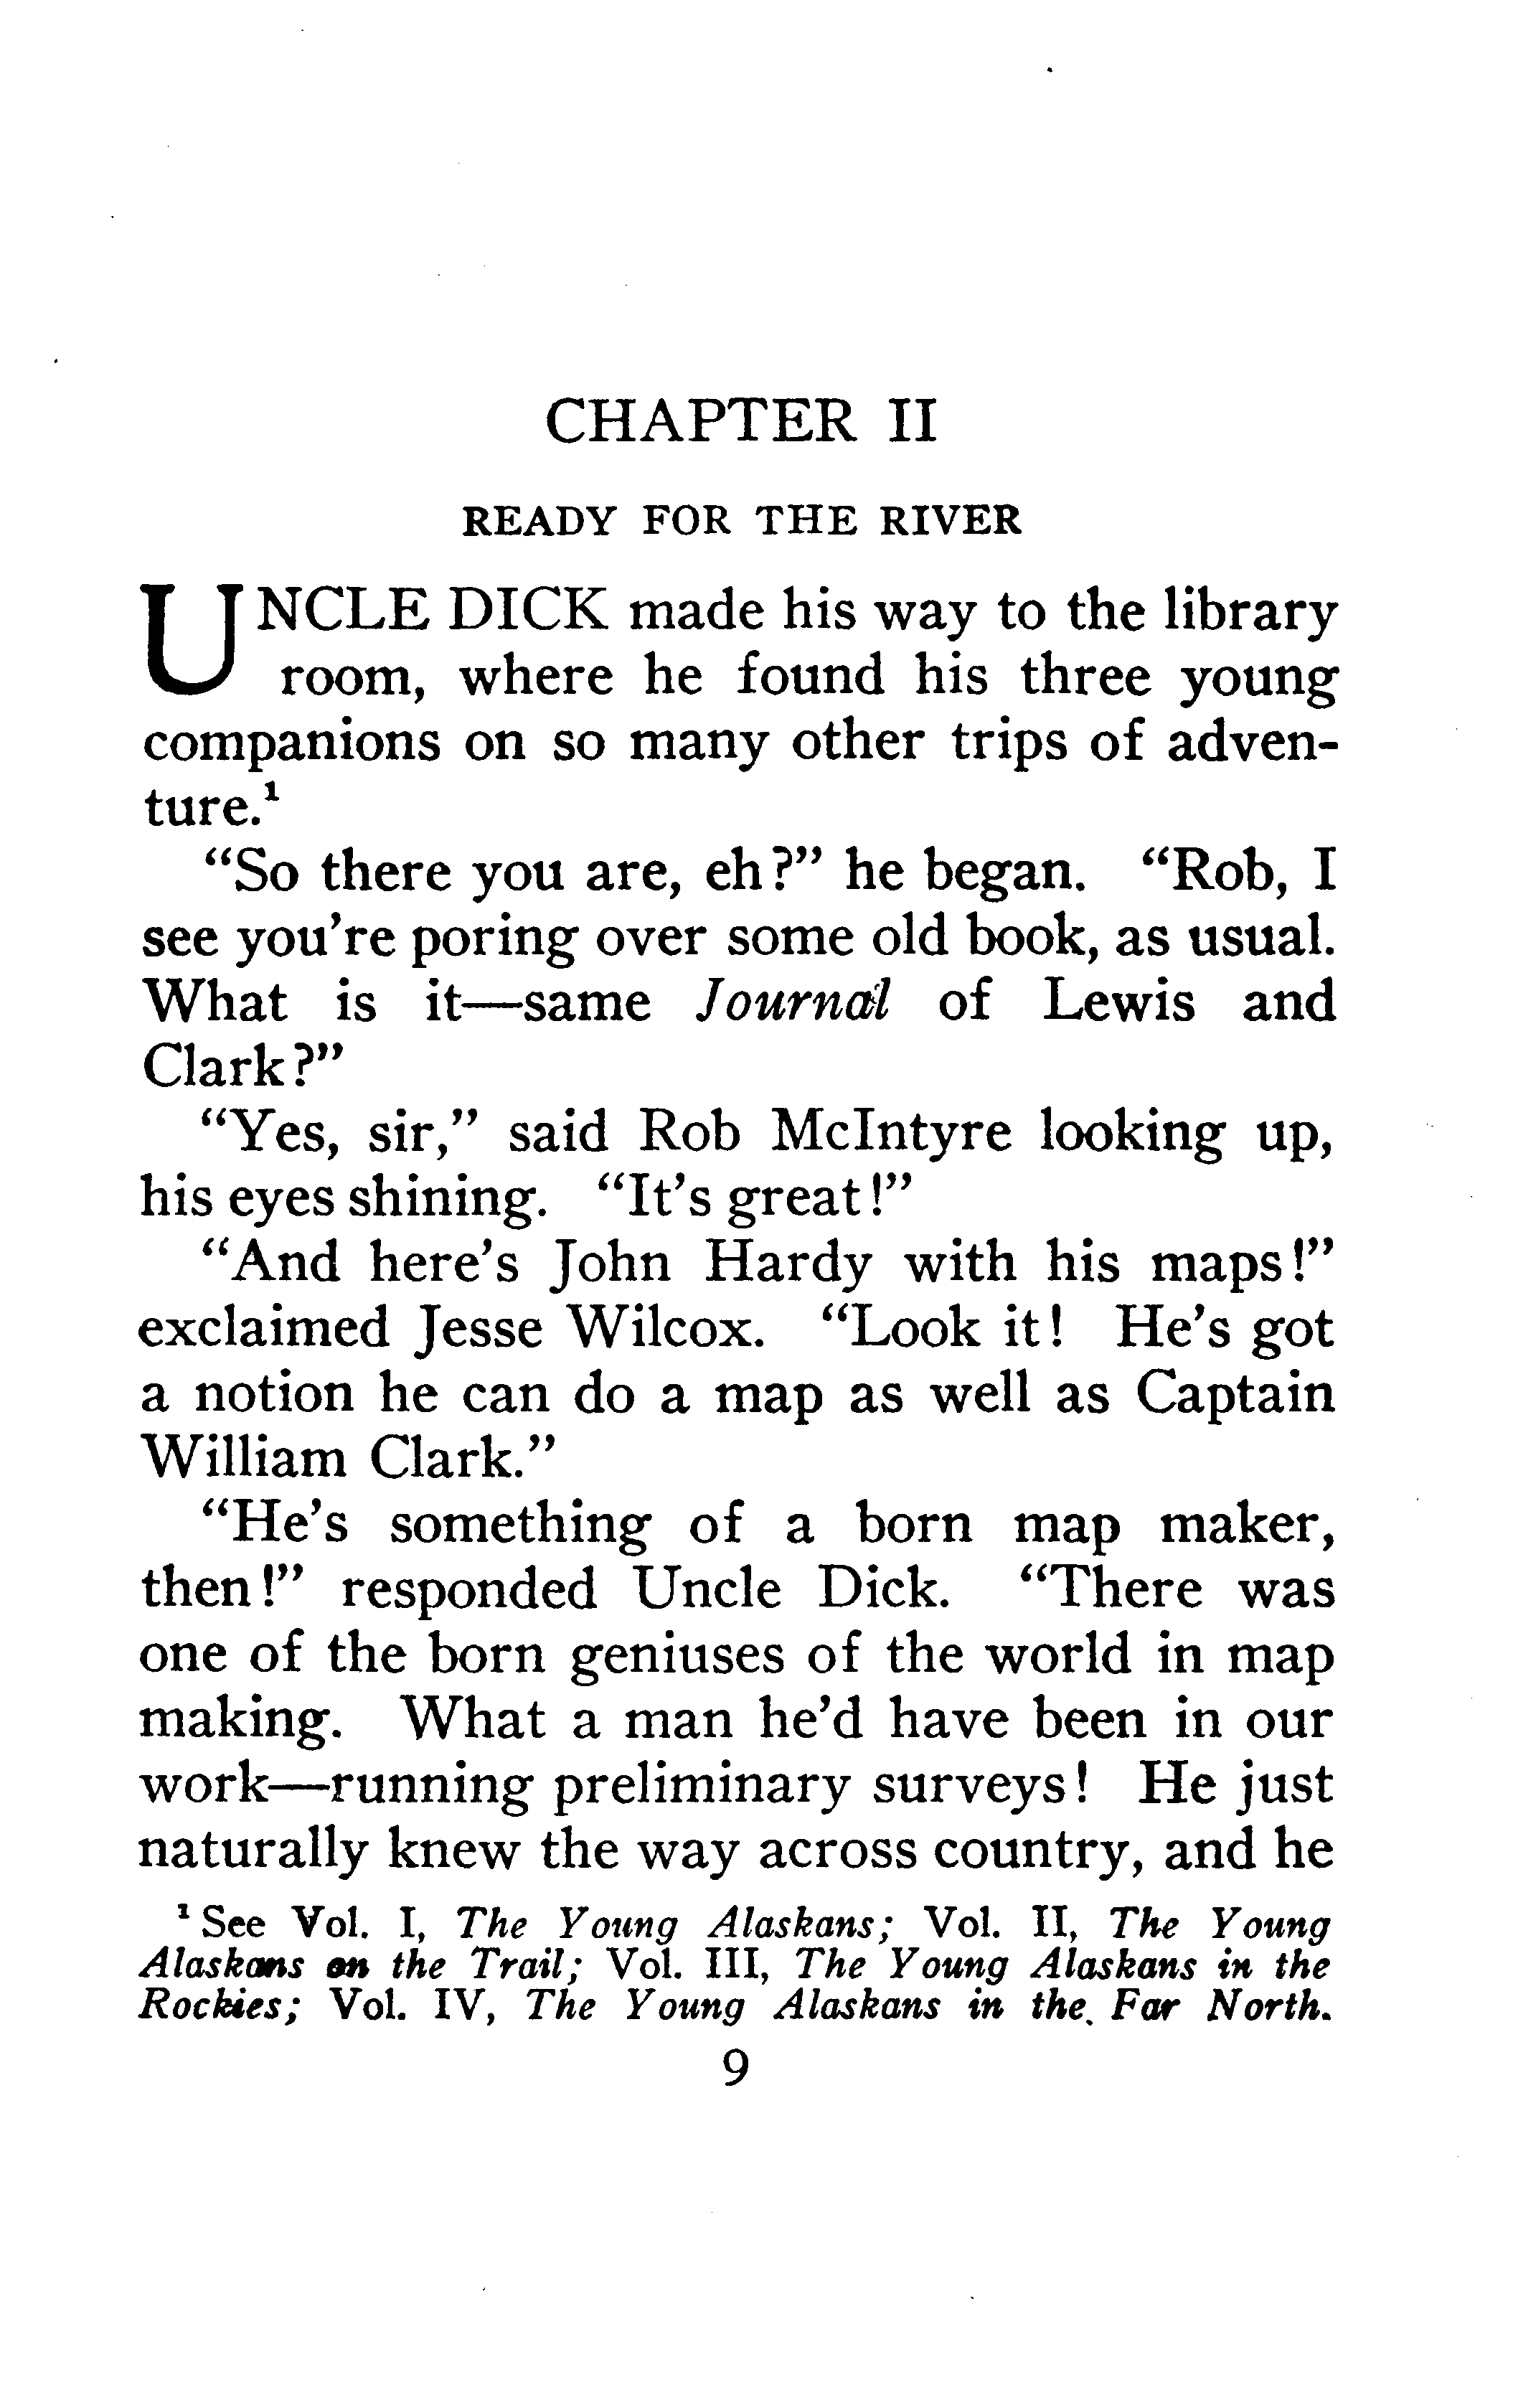 CHAPTER II
READY FOR THE RIVER
UNCLE DICK made his way to the library
room, where he found his three young
companions on so many other trips of adven-
ture.¹
"So there you are, eh?" he began. "Rob, I
see you're poring over some old book, as usual.
What is it—same Journal of Lewis and
Clark?"
"Yes, sir," said Rob McIntyre looking up,
his eyes shining. "It's great!"
"And here's John Hardy with his maps!"
exclaimed Jesse Wilcox. "Look it! He's got
a notion he can do a map as well as Captain
William Clark."
"He's something of a born map maker,
then!" responded Uncle Dick. "There was
one of the born geniuses of the world in map
making. What a man he'd have been in our
work—running preliminary surveys! He just
naturally knew the way across country, and he
¹ See Vol. I, The Young Alaskans; Vol. II, The Young
Alaskans on the Trail; Vol. III, The Young Alaskans in the
Rockies; Vol. IV, The Young Alaskans in the Far North.
9